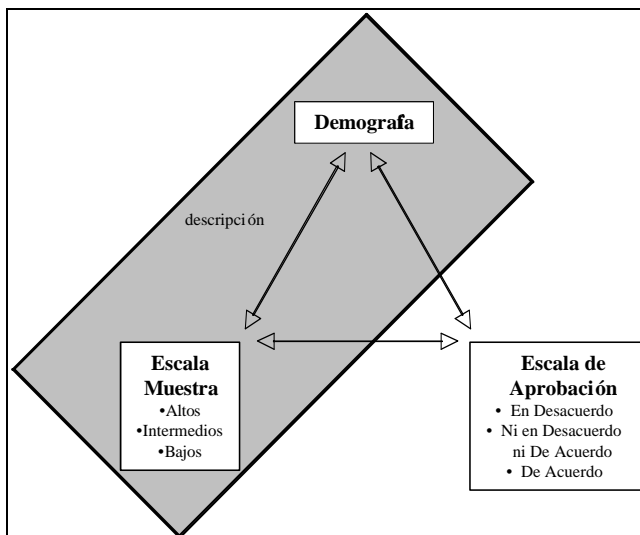 Demografa
descripción
Escala
Muestra
•Altos
•Intermedios
•Bajos
Escala de
Aprobación
• En Desacuerdo
• Ni en Desacuerdo
ni De Acuerdo
• De Acuerdo